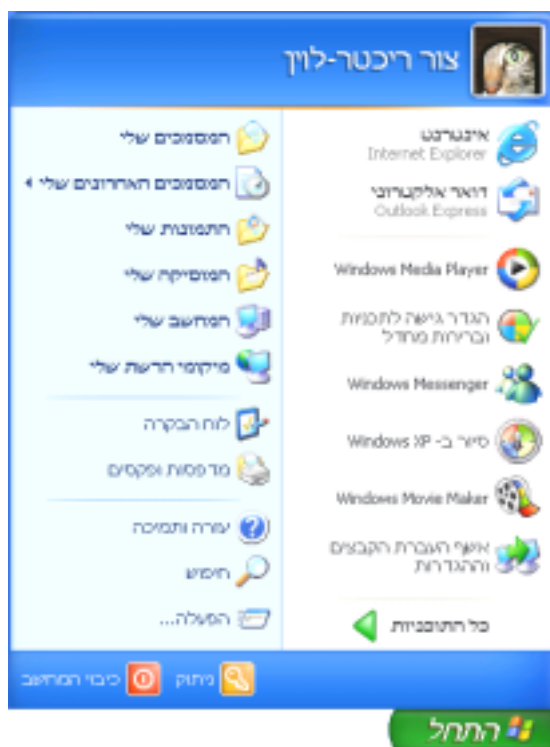 צור ריכטר-לוין
אינטרנט
Internet Explorer
דואר אלקטרוני
Outlook Express
Windows Media Player
הגדר גישה לתכניות
וברירות מחדל
Windows Messenger
סיור ב- Windows XP
Windows Movie Maker
אשף העברת הקבצים
וההגדרות
כל התוכניות
המסמכים שלי
המסמכים האחרונים שלי
התמונות שלי
המוסיקה שלי
המחשב שלי
מיקומי הרשת שלי
לוח הבקרה
מדפסות ופקסים
עזרה ותמיכה
חיפוש
הפעלה...
ניתוק
כיבוי המחשב
התחל